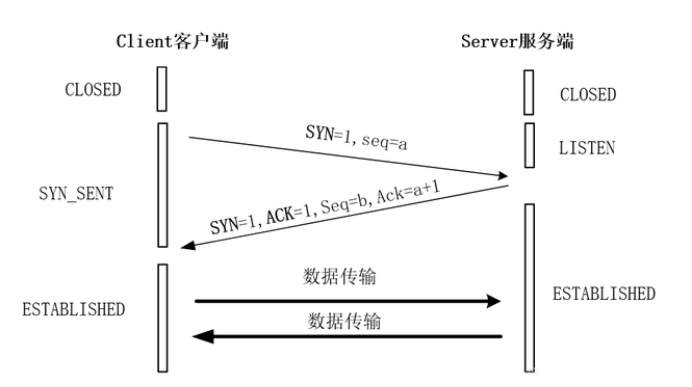 Client客户端
Server服务端
CLOSED
CLOSED
SYN=1, seq=a
LISTEN
SYN_SENT
SYN=1, ACK=1, Seq=b, Ack=a+1
数据传输
ESTABLISHED
ESTABLISHED
数据传输